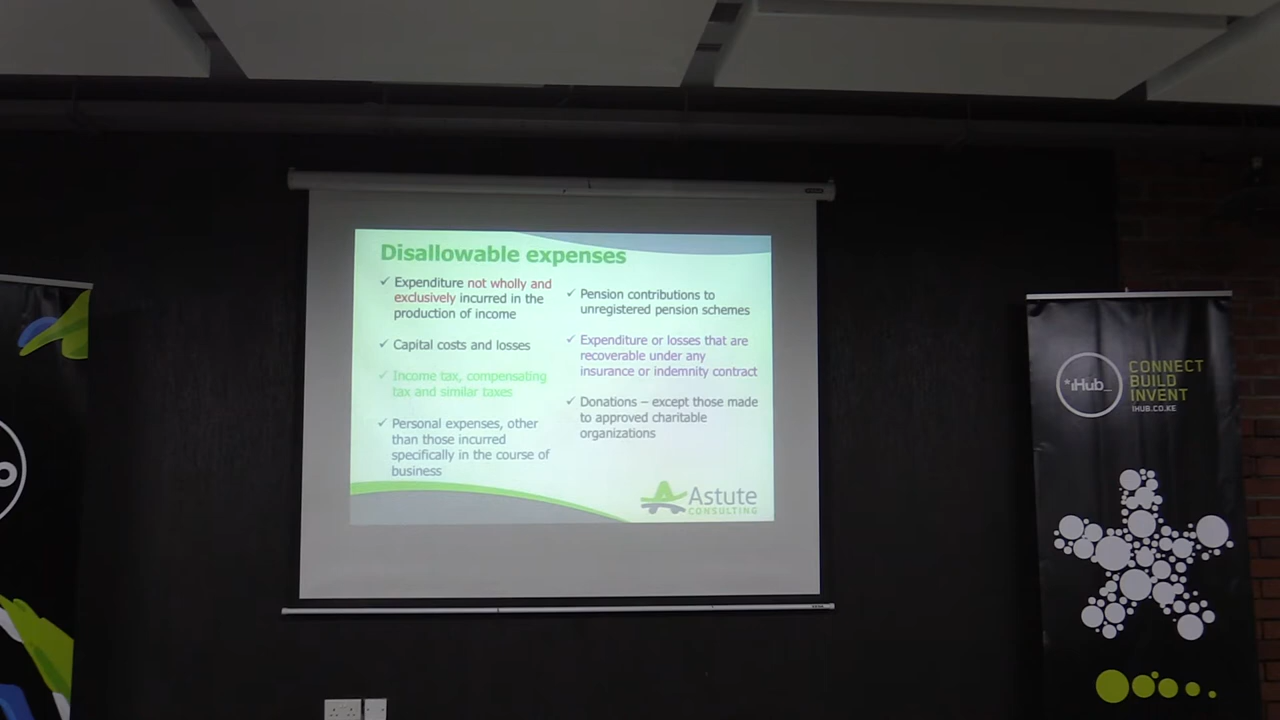 Disallowable expenses
✓ Expenditure not wholly and
exclusively incurred in the
production of income
✓ Capital costs and losses
✓ Income tax, compensating
tax and similar taxes
✓ Personal expenses, other
than those incurred
specifically in the course of
business
✓ Pension contributions to
unregistered pension schemes
✓ Expenditure or losses that are
recoverable under any
insurance or indemnity contract
✓ Donations – except those made
to approved charitable
organizations
Astute
CONSULTING
*iHub_
CONNECT
BUILD
INVENT
IHUB.CO.KE